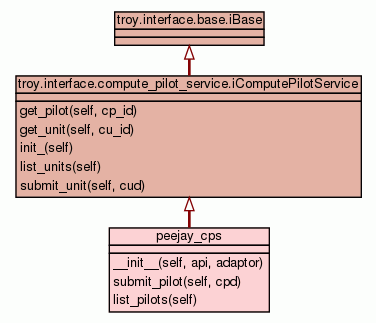 troy.interface.base.iBase
troy.interface.compute_pilot_service.iComputePilotService
get_pilot(self, cp_id)
get_unit(self, cu_id)
init_(self)
list_units(self)
submit_unit(self, cud)
peejay_cps
__init__(self, api, adaptor)
submit_pilot(self, cpd)
list_pilots(self)